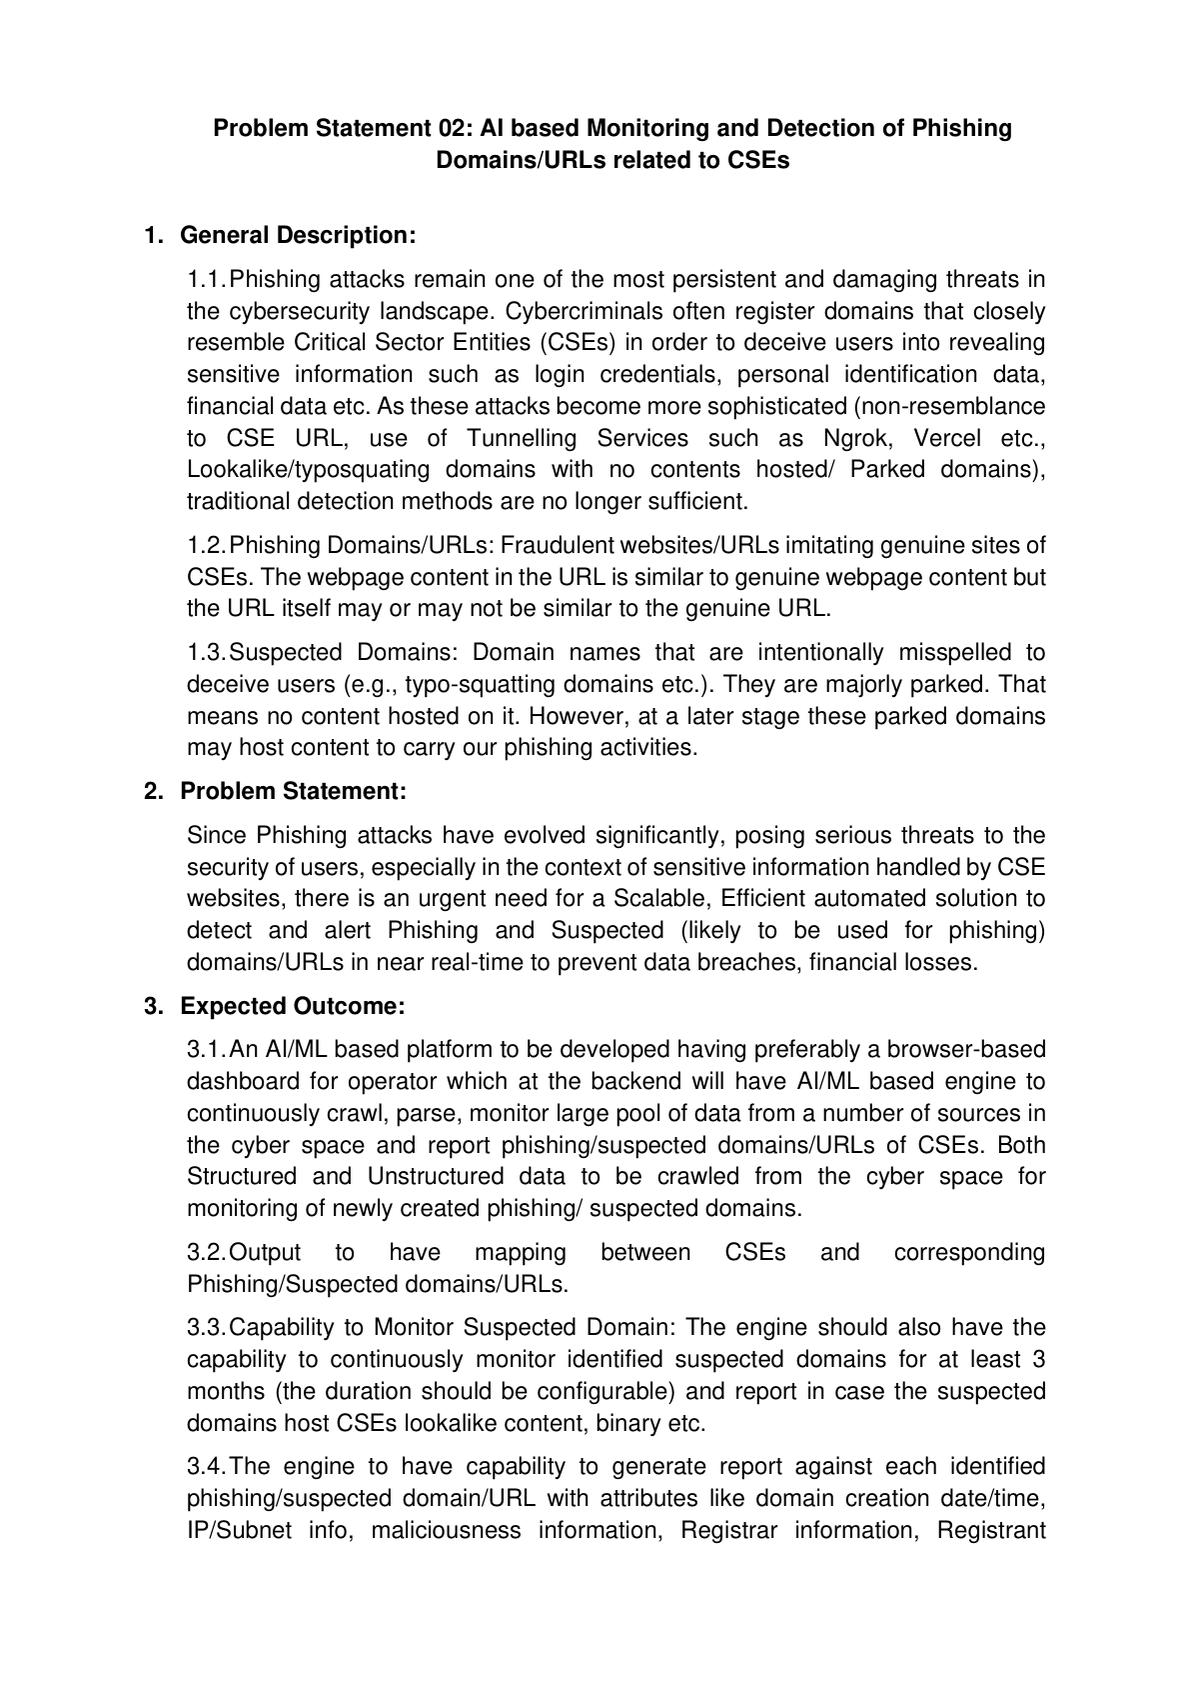 Problem Statement 02: AI based Monitoring and Detection of Phishing
Domains/URLs related to CSEs
1. General Description:
1.1.Phishing attacks remain one of the most persistent and damaging threats in
the cybersecurity landscape. Cybercriminals often register domains that closely
resemble Critical Sector Entities (CSEs) in order to deceive users into revealing
sensitive information such as login credentials, personal identification data,
financial data etc. As these attacks become more sophisticated (non-resemblance
to CSE URL, use of Tunnelling Services such as Ngrok, Vercel etc.,
Lookalike/typosquating domains with no contents hosted/ Parked domains),
traditional detection methods are no longer sufficient.
1.2.Phishing Domains/URLs: Fraudulent websites/URLs imitating genuine sites of
CSEs. The webpage content in the URL is similar to genuine webpage content but
the URL itself may or may not be similar to the genuine URL.
1.3.Suspected Domains: Domain names that are intentionally misspelled to
deceive users (e.g., typo-squatting domains etc.). They are majorly parked. That
means no content hosted on it. However, at a later stage these parked domains
may host content to carry our phishing activities.
2. Problem Statement:
Since Phishing attacks have evolved significantly, posing serious threats to the
security of users, especially in the context of sensitive information handled by CSE
websites, there is an urgent need for a Scalable, Efficient automated solution to
detect and alert Phishing and Suspected (likely to be used for phishing)
domains/URLs in near real-time to prevent data breaches, financial losses.
3. Expected Outcome:
3.1.An AI/ML based platform to be developed having preferably a browser-based
dashboard for operator which at the backend will have AI/ML based engine to
continuously crawl, parse, monitor large pool of data from a number of sources in
the cyber space and report phishing/suspected domains/URLs of CSEs. Both
Structured and Unstructured data to be crawled from the cyber space for
monitoring of newly created phishing/ suspected domains.
3.2.Output to have mapping between CSEs and corresponding
Phishing/Suspected domains/URLs.
3.3.Capability to Monitor Suspected Domain: The engine should also have the
capability to continuously monitor identified suspected domains for at least 3
months (the duration should be configurable) and report in case the suspected
domains host CSEs lookalike content, binary etc.
3.4.The engine to have capability to generate report against each identified
phishing/suspected domain/URL with attributes like domain creation date/time,
IP/Subnet info, maliciousness information, Registrar information, Registrant